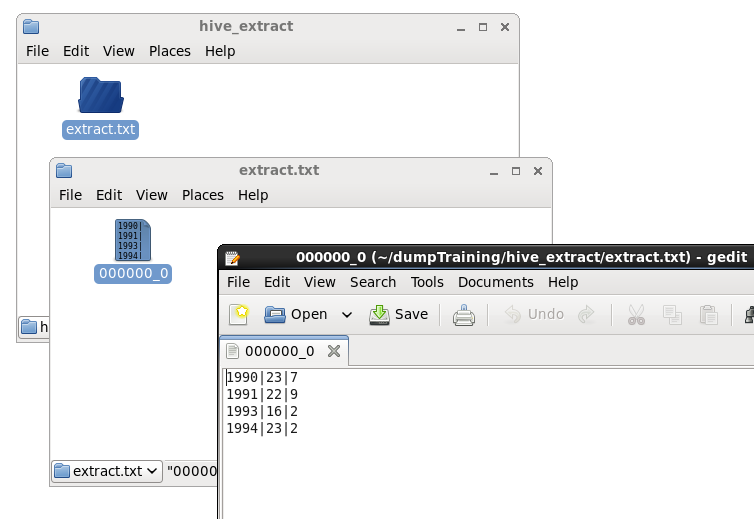 hive_extract
File Edit View Places Help
extract.txt
extract.txt
File Edit View Places Help
1990|
1991|
1993|
1994|
000000_0
000000_0 (~/dumpTraining/hive_extract/extract.txt) - gedit
File Edit View Search Tools Documents Help
Open Save Undo
000000_0
1990|23|7
1991|22|9
1993|16|2
1994|23|2
h
extract.txt "00000